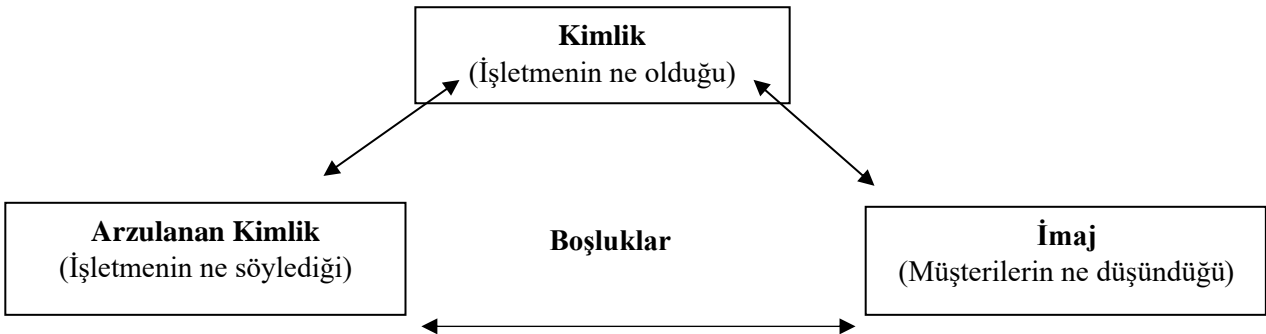 Kimlik
(İşletmenin ne olduğu)
Arzulanan Kimlik
(İşletmenin ne söylediği)
Boşluklar
İmaj
(Müşterilerin ne düşündüğü)